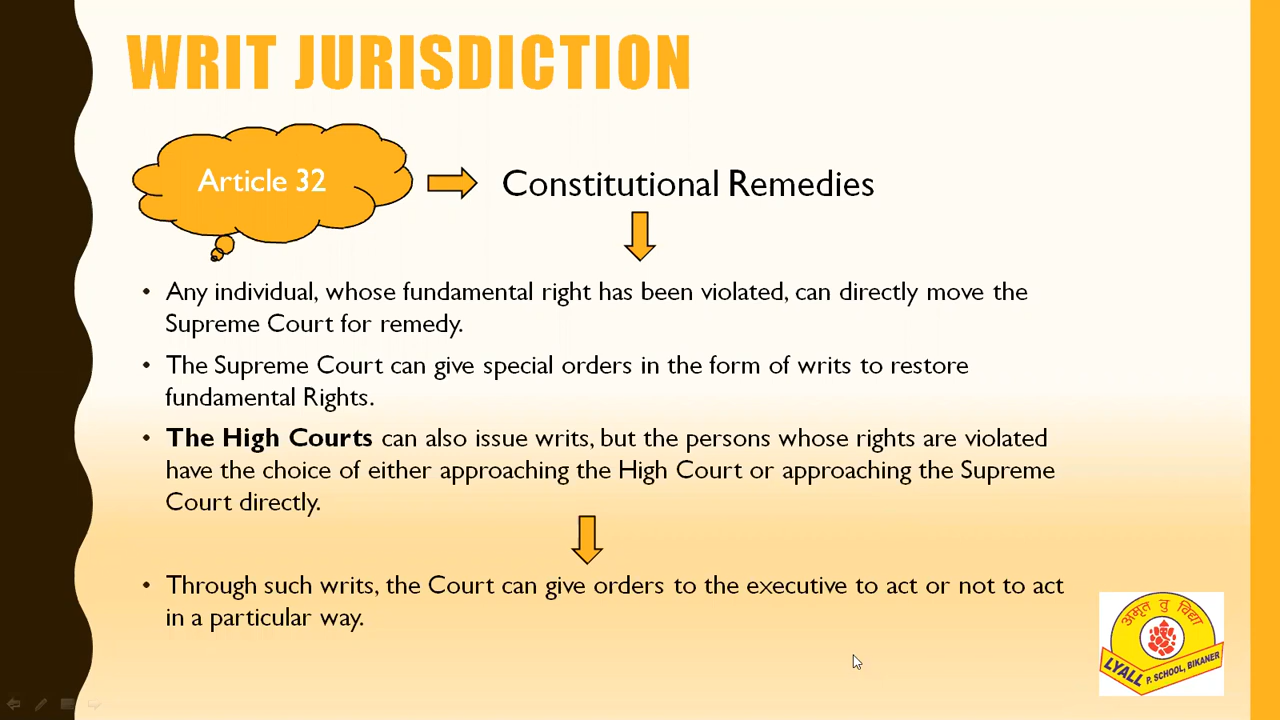 WRIT JURISDICTION
Article 32
Constitutional Remedies
• Any individual, whose fundamental right has been violated, can directly move the
Supreme Court for remedy.
• The Supreme Court can give special orders in the form of writs to restore
fundamental Rights.
• The High Courts can also issue writs, but the persons whose rights are violated
have the choice of either approaching the High Court or approaching the Supreme
Court directly.
• Through such writs, the Court can give orders to the executive to act or not to act
in a particular way.
अमृतं तु विद्या
LYALL P. SCHOOL, BIKANER